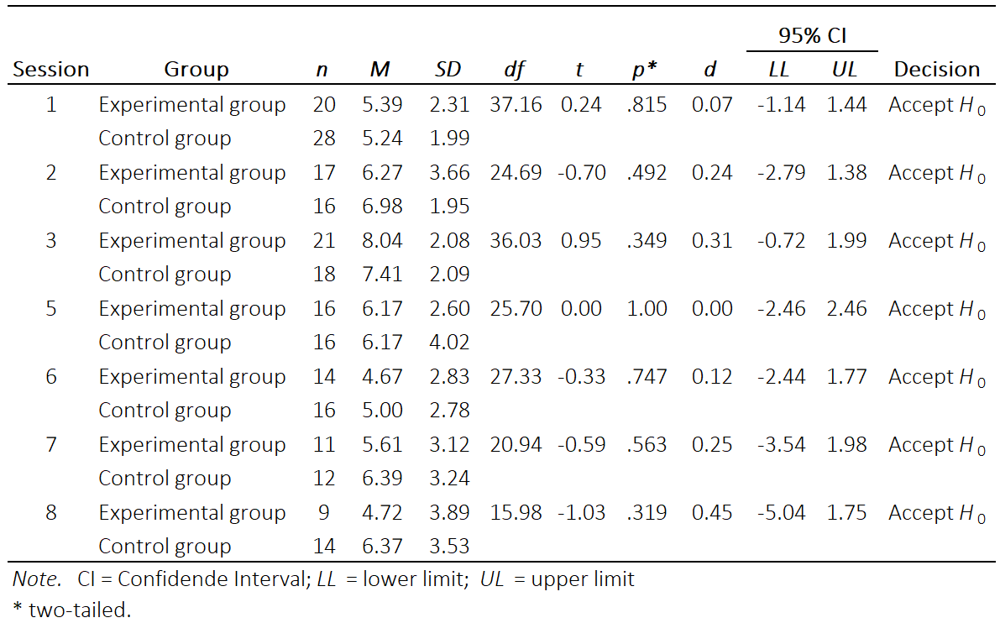 95% CI
Session Group n M SD df t p* d LL UL Decision
1 Experimental group 20 5.39 2.31 37.16 0.24 .815 0.07 -1.14 1.44 Accept H0
Control group 28 5.24 1.99
2 Experimental group 17 6.27 3.66 24.69 -0.70 .492 0.24 -2.79 1.38 Accept H0
Control group 16 6.98 1.95
3 Experimental group 21 8.04 2.08 36.03 0.95 .349 0.31 -0.72 1.99 Accept H0
Control group 18 7.41 2.09
5 Experimental group 16 6.17 2.60 25.70 0.00 1.00 0.00 -2.46 2.46 Accept H0
Control group 16 6.17 4.02
6 Experimental group 14 4.67 2.83 27.33 -0.33 .747 0.12 -2.44 1.77 Accept H0
Control group 16 5.00 2.78
7 Experimental group 11 5.61 3.12 20.94 -0.59 .563 0.25 -3.54 1.98 Accept H0
Control group 12 6.39 3.24
8 Experimental group 9 4.72 3.89 15.98 -1.03 .319 0.45 -5.04 1.75 Accept H0
Control group 14 6.37 3.53
Note. CI = Confidende Interval; LL = lower limit; UL = upper limit
* two-tailed.